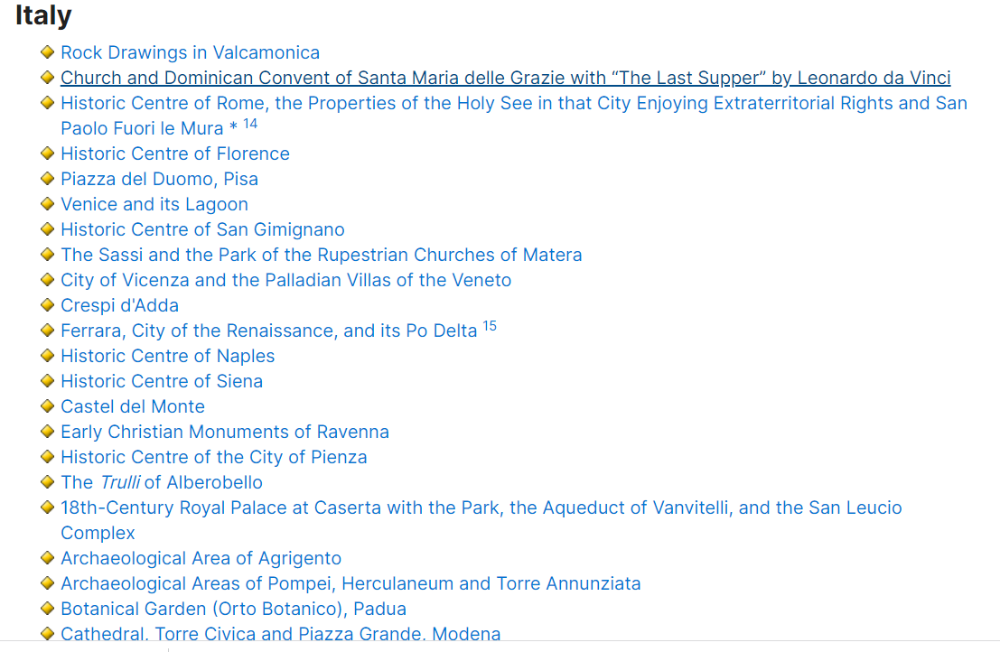 Italy
Rock Drawings in Valcamonica
Church and Dominican Convent of Santa Maria delle Grazie with “The Last Supper” by Leonardo da Vinci
Historic Centre of Rome, the Properties of the Holy See in that City Enjoying Extraterritorial Rights and San
Paolo Fuori le Mura * 14
Historic Centre of Florence
Piazza del Duomo, Pisa
Venice and its Lagoon
Historic Centre of San Gimignano
The Sassi and the Park of the Rupestrian Churches of Matera
City of Vicenza and the Palladian Villas of the Veneto
Crespi d'Adda
Ferrara, City of the Renaissance, and its Po Delta 15
Historic Centre of Naples
Historic Centre of Siena
Castel del Monte
Early Christian Monuments of Ravenna
Historic Centre of the City of Pienza
The Trulli of Alberobello
18th-Century Royal Palace at Caserta with the Park, the Aqueduct of Vanvitelli, and the San Leucio
Complex
Archaeological Area of Agrigento
Archaeological Areas of Pompei, Herculaneum and Torre Annunziata
Botanical Garden (Orto Botanico), Padua
Cathedral, Torre Civica and Piazza Grande, Modena